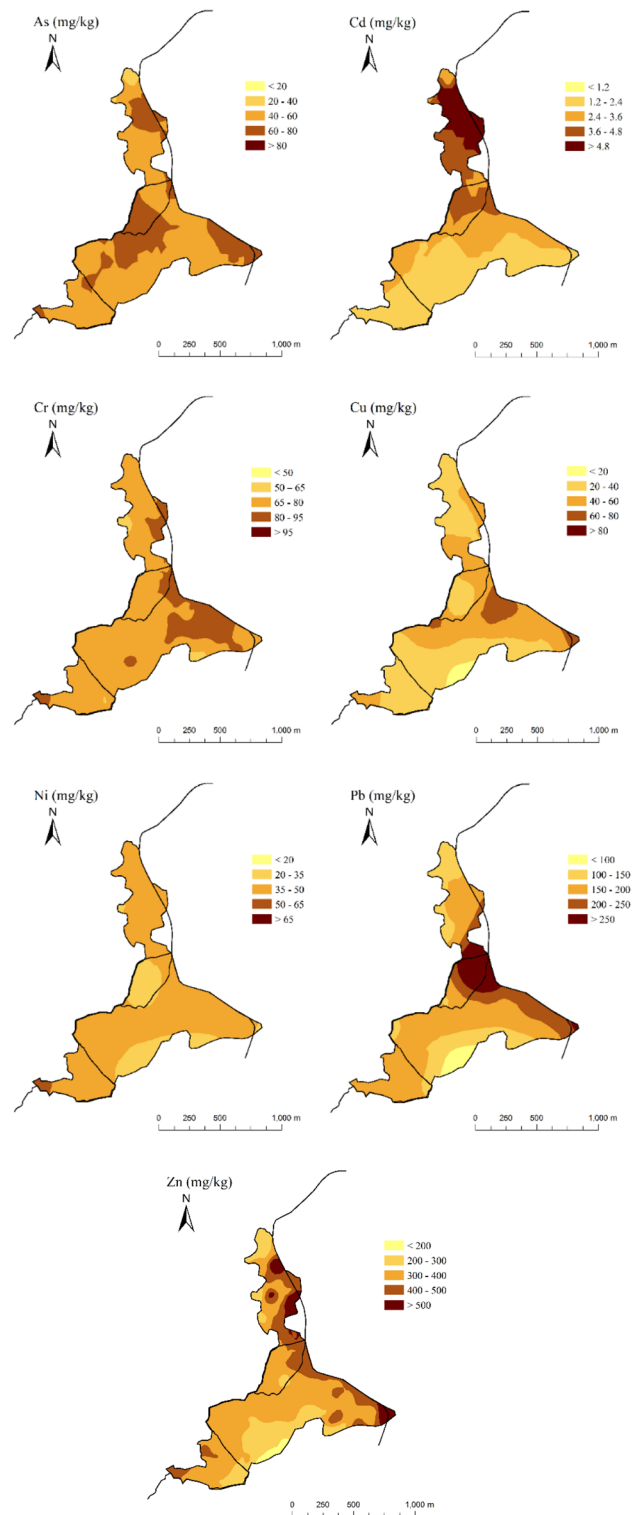 As (mg/kg)
N
< 20
20 - 40
40 - 60
60 - 80
> 80
0 250 500 1,000 m
Cd (mg/kg)
N
< 1.2
1.2 - 2.4
2.4 - 3.6
3.6 - 4.8
> 4.8
0 250 500 1,000 m
Cr (mg/kg)
N
< 50
50 – 65
65 - 80
80 - 95
> 95
0 250 500 1,000 m
Cu (mg/kg)
N
< 20
20 - 40
40 - 60
60 - 80
> 80
0 250 500 1,000 m
Ni (mg/kg)
N
< 20
20 - 35
35 - 50
50 - 65
> 65
0 250 500 1,000 m
Pb (mg/kg)
N
< 100
100 - 150
150 - 200
200 - 250
> 250
0 250 500 1,000 m
Zn (mg/kg)
N
< 200
200 - 300
300 - 400
400 - 500
> 500
0 250 500 1,000 m